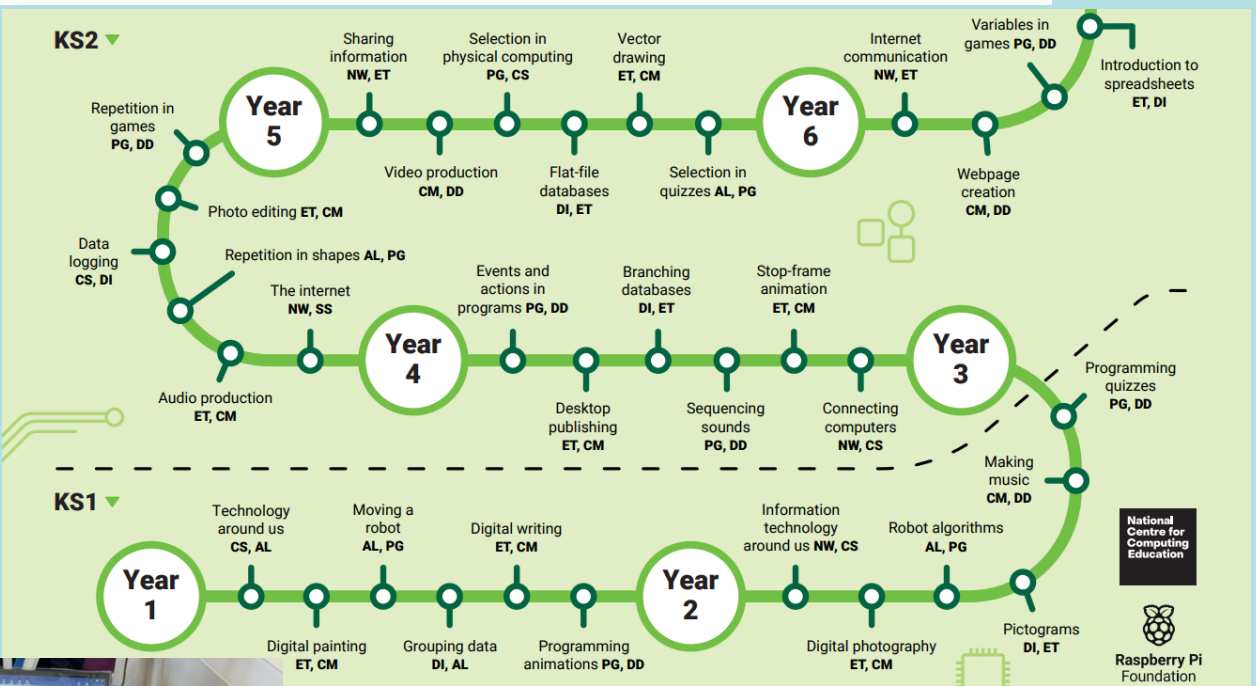 KS2
Year
5
Sharing
information
NW, ET
Video production
CM, DD
Selection in
physical computing
PG, CS
Flat-file
databases
DI, ET
Vector
drawing
ET, CM
Selection in
quizzes AL, PG
Year
6
Internet
communication
NW, ET
Webpage
creation
CM, DD
Variables in
games PG, DD
Introduction to
spreadsheets
ET, DI
Repetition in
games
PG, DD
Photo editing ET, CM
Data
logging
CS, DI
Repetition in shapes AL, PG
Audio production
ET, CM
The internet
NW, SS
Year
4
Events and
actions in
programs PG, DD
Desktop
publishing
ET, CM
Branching
databases
DI, ET
Sequencing
sounds
PG, DD
Stop-frame
animation
ET, CM
Connecting
computers
NW, CS
Year
3
Programming
quizzes
PG, DD
Making
music
CM, DD
KS1
Year
1
Technology
around us
CS, AL
Digital painting
ET, CM
Moving a
robot
AL, PG
Grouping data
DI, AL
Digital writing
ET, CM
Programming
animations PG, DD
Year
2
Information
technology
around us NW, CS
Digital photography
ET, CM
Robot algorithms
AL, PG
Pictograms
DI, ET
National
Centre for
Computing
Education
Raspberry Pi
Foundation